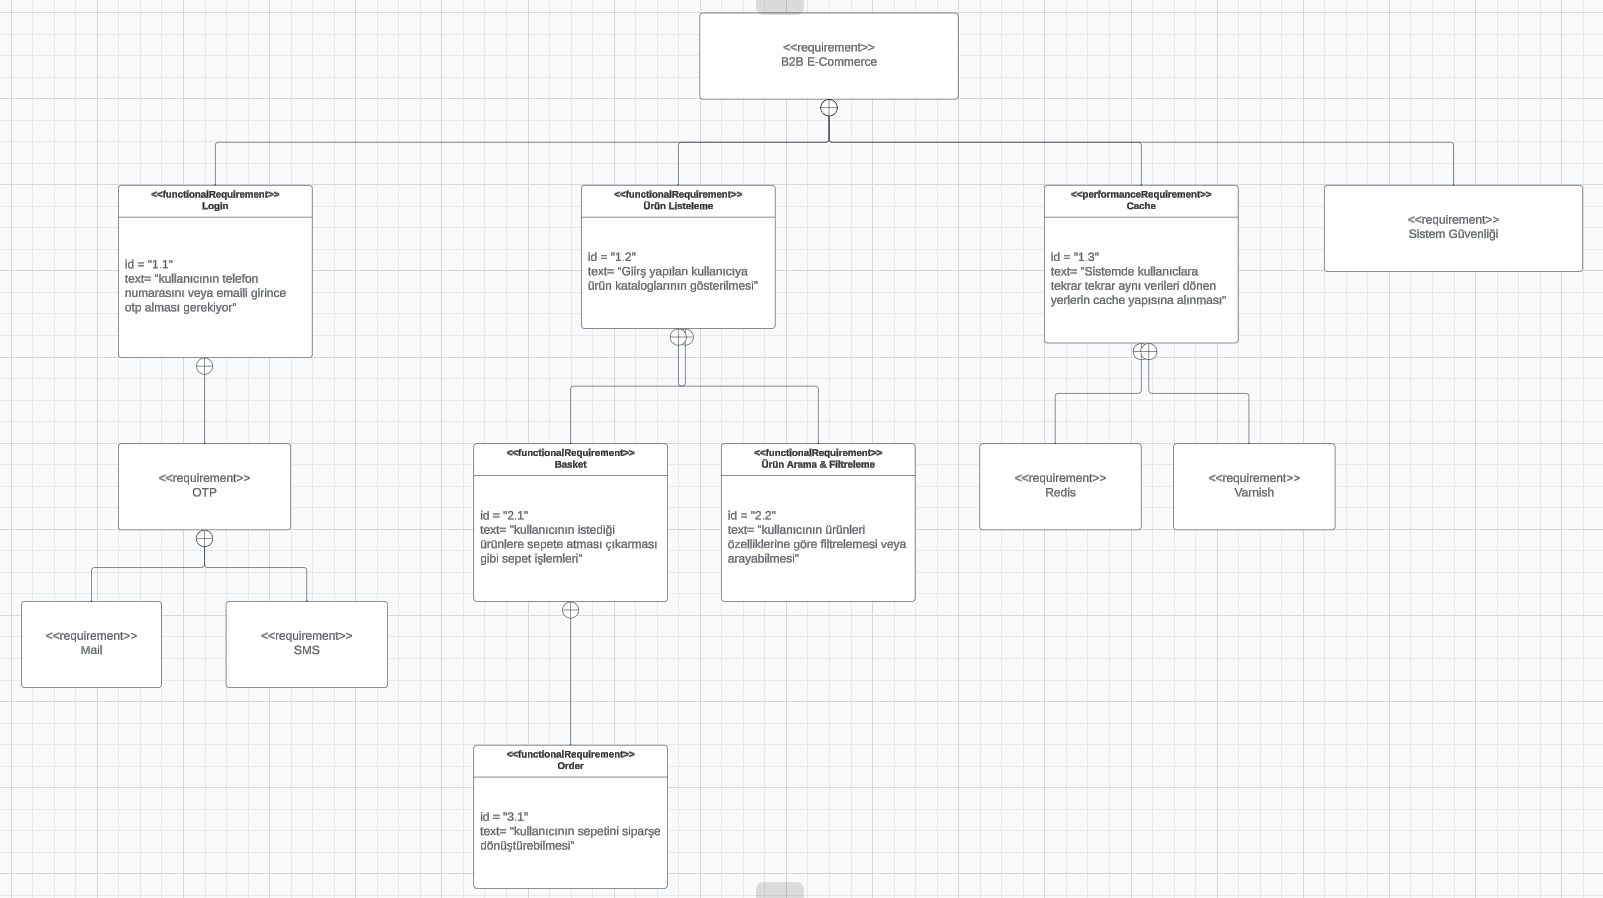 <<requirement>>
B2B E-Commerce
<<functionalRequirement>>
Login
id = "1.1"
text= "kullanıcının telefon
numarasını veya emaili girince
otp alması gerekiyor"
<<functionalRequirement>>
Ürün Listeleme
id = "1.2"
text= "Giirş yapılan kullanıcıya
ürün kataloglarının gösterilmesi"
<<performanceRequirement>>
Cache
id = "1.3"
text= "Sistemde kullanıclara
tekrar tekrar aynı verileri dönen
yerlerin cache yapısına alınması"
<<requirement>>
Sistem Güvenliği
<<requirement>>
OTP
<<functionalRequirement>>
Basket
id = "2.1"
text= "kullanıcının istediği
ürünlere sepete atması çıkarması
gibi sepet işlemleri"
<<functionalRequirement>>
Ürün Arama & Filtreleme
id = "2.2"
text= "kullanıcının ürünleri
özelliklerine göre filtrelemesi veya
arayabilmesi"
<<requirement>>
Redis
<<requirement>>
Varnish
<<requirement>>
Mail
<<requirement>>
SMS
<<functionalRequirement>>
Order
id = "3.1"
text= "kullanıcının sepetini siparşe
dönüştürebilmesi"